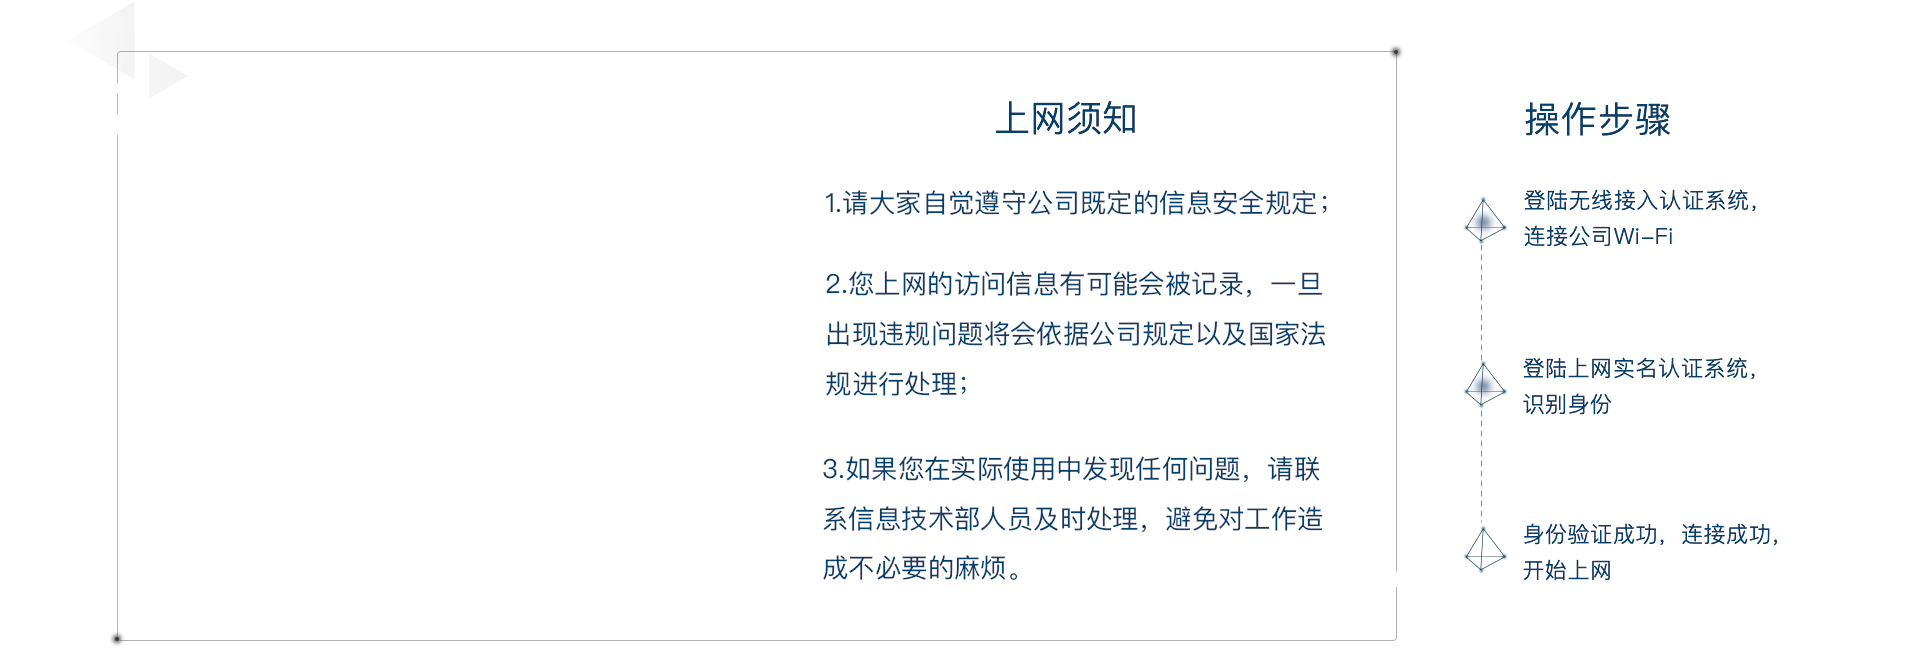 上网须知
1.请大家自觉遵守公司既定的信息安全规定；
2.您上网的访问信息有可能会被记录，一旦
出现违规问题将会依据公司规定以及国家法
规进行处理；
3.如果您在实际使用中发现任何问题，请联
系信息技术部人员及时处理，避免对工作造
成不必要的麻烦。
操作步骤
登陆无线接入认证系统，
连接公司Wi-Fi
登陆上网实名认证系统，
识别身份
身份验证成功，连接成功，
开始上网